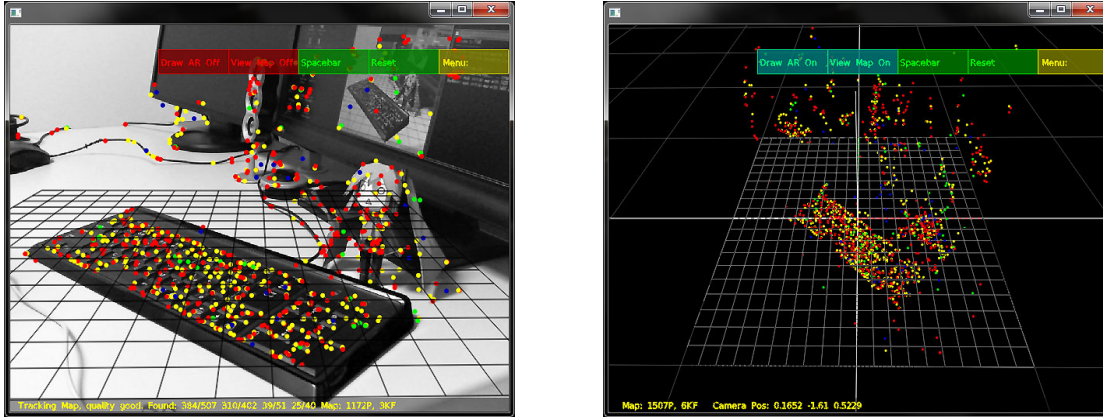 Draw AR Off View Map Off Spacebar Reset Menu:
Tracking Map, quality good. Found: 384/507 310/402 39/51 25/40 Map: 1172P, 3KF
Draw AR On View Map On Spacebar Reset Menu:
Map: 1507P, 6KF Camera Pos: 0.1652 -1.61 0.5229